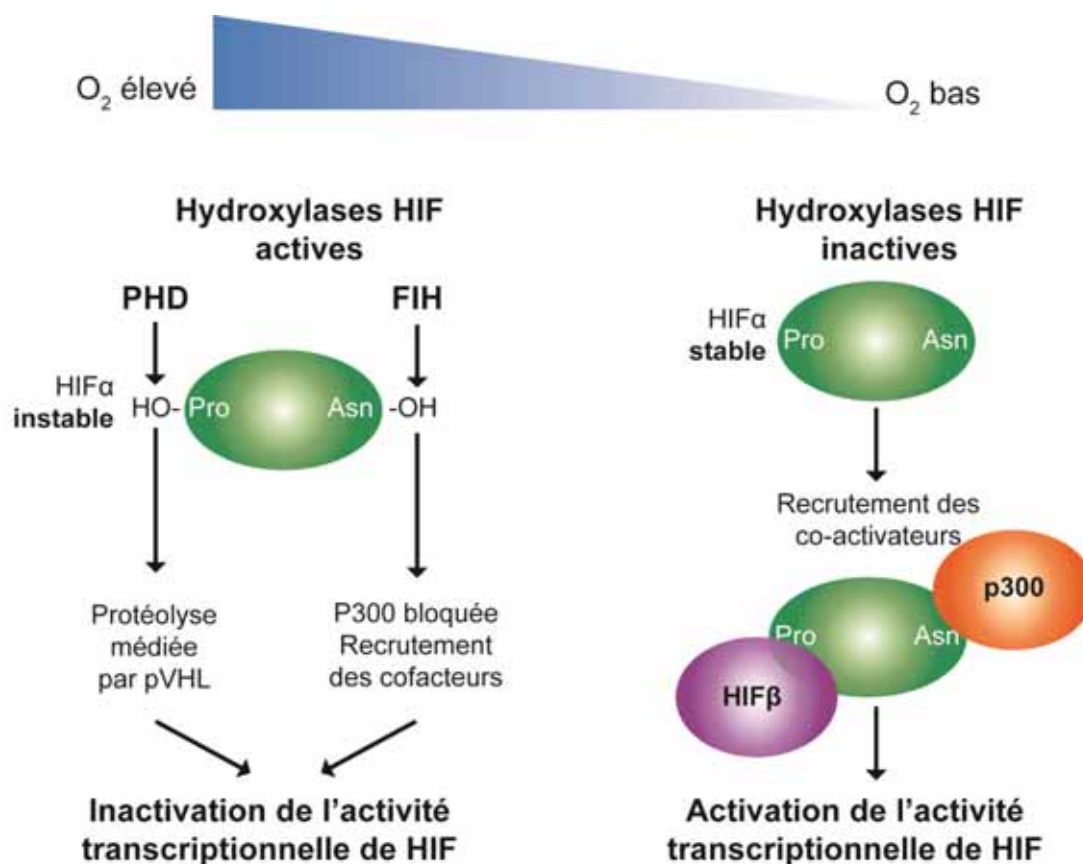 O₂ élevé
O₂ bas
Hydroxylases HIF
actives
PHD
FIH
HIFα
instable
HO-
Pro
Asn
-OH
Protéolyse
médiée
par pVHL
P300 bloquée
Recrutement
des cofacteurs
Inactivation de l’activité
transcriptionnelle de HIF
Hydroxylases HIF
inactives
HIFα
stable
Pro
Asn
Recrutement des
co-activateurs
p300
Pro
Asn
HIFβ
Activation de l’activité
transcriptionnelle de HIF